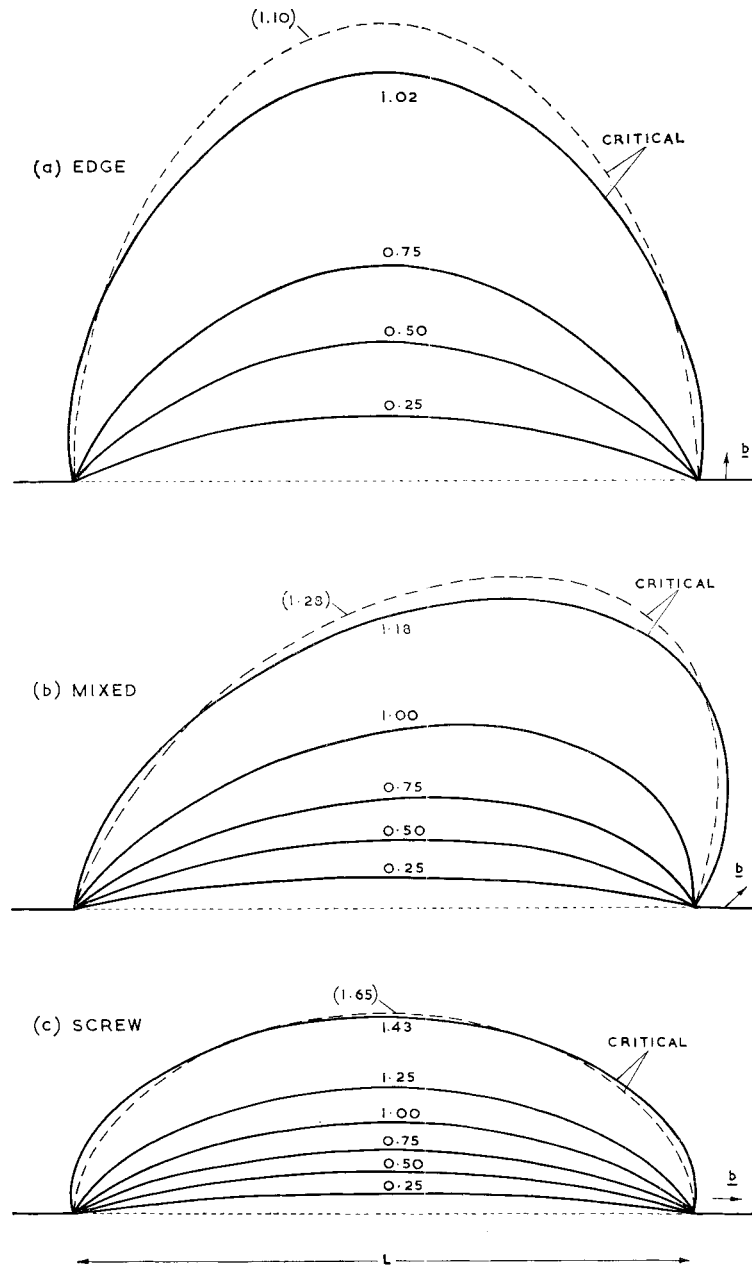 (1.10)
1.02
CRITICAL
(a) EDGE
0.75
0.50
0.25
b
(1.28)
CRITICAL
1.18
(b) MIXED
1.00
0.75
0.50
0.25
b
(1.65)
(c) SCREW
1.43
CRITICAL
1.25
1.00
0.75
0.50
0.25
b
L